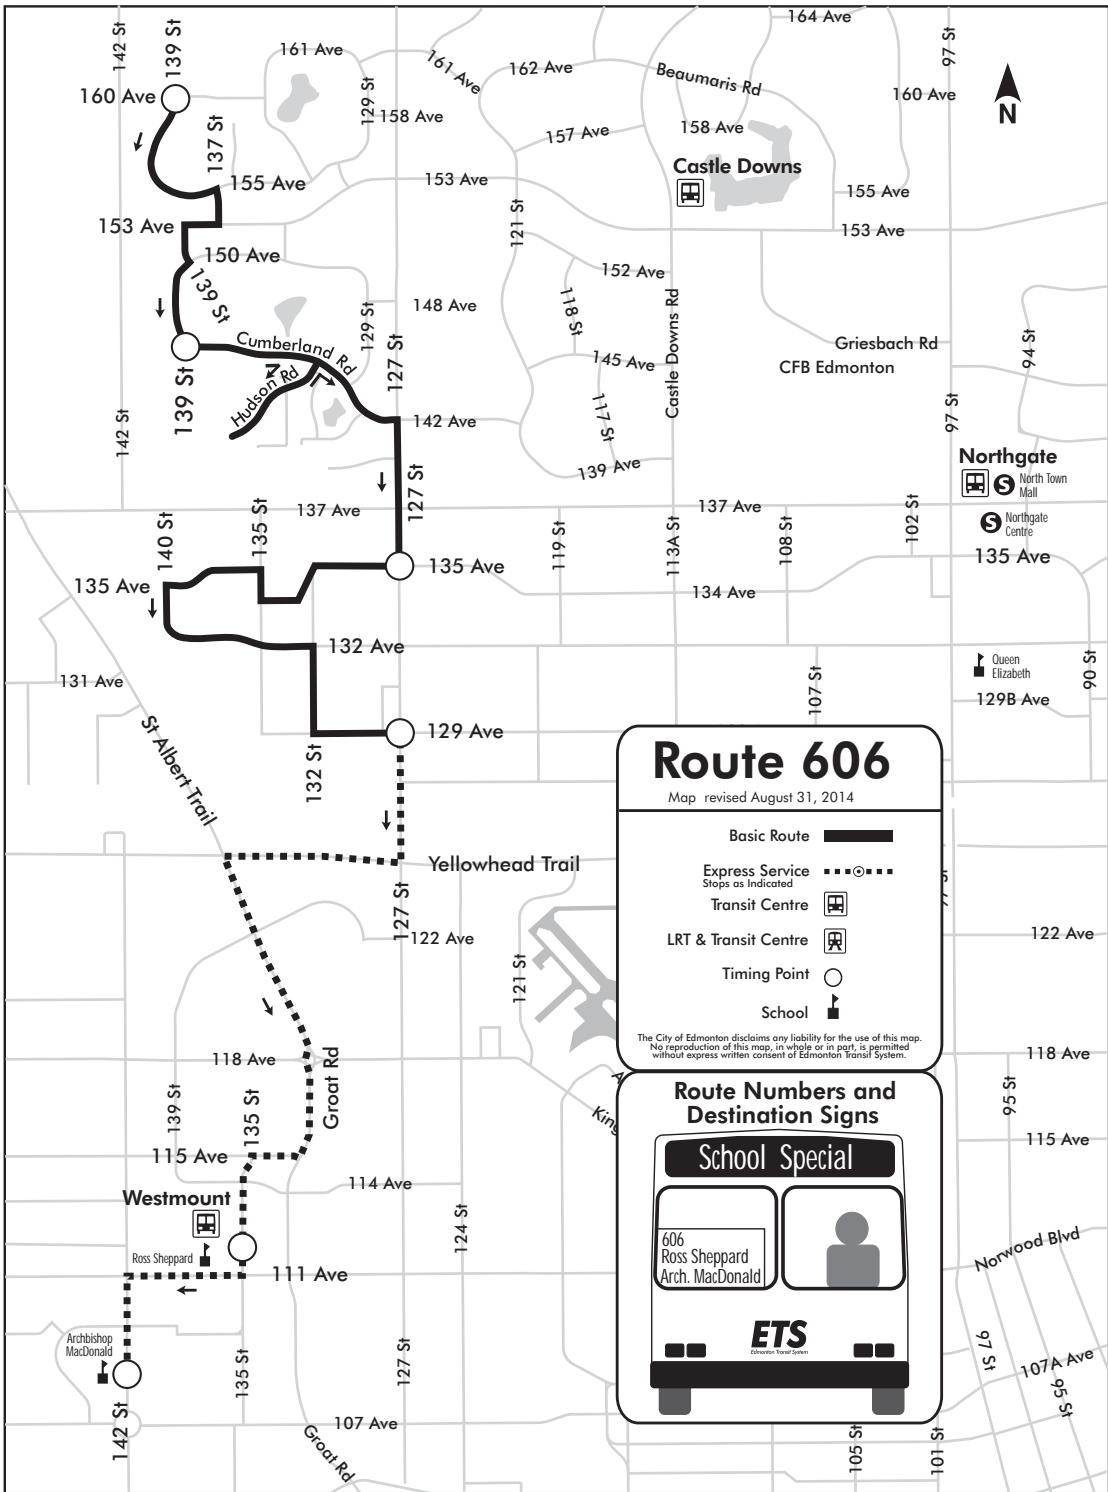 164 Ave
142 St
139 St
97 St
161 Ave
161 Ave
162 Ave
Beaumaris Rd
160 Ave
160 Ave
129 St
158 Ave
N
137 St
157 Ave
158 Ave
Castle Downs
155 Ave
153 Ave
155 Ave
153 Ave
121 St
153 Ave
150 Ave
152 Ave
139 St
118 St
148 Ave
129 St
Castle Downs Rd
Cumberland Rd
127 St
Griesbach Rd
94 St
145 Ave
CFB Edmonton
Hudson Rd
139 St
117 St
142 St
142 Ave
97 St
139 Ave
Northgate
S
North Town
Mall
127 St
137 Ave
137 Ave
102 St
S
Northgate
Centre
140 St
135 St
119 St
113A St
108 St
135 Ave
135 Ave
135 Ave
134 Ave
132 Ave
Queen
Elizabeth
90 St
131 Ave
107 St
129B Ave
St Albert Trail
129 Ave
132 St
Route 606
Map revised August 31, 2014
Basic Route
Express Service
Stops as Indicated
Transit Centre
LRT & Transit Centre
Timing Point
School
The City of Edmonton disclaims any liability for the use of this map.
No reproduction of this map, in whole or in part, is permitted
without express written consent of Edmonton Transit System.
Yellowhead Trail
127 St
122 Ave
122 Ave
121 St
118 Ave
Groat Rd
118 Ave
139 St
135 St
King
95 St
115 Ave
115 Ave
114 Ave
Westmount
Ross Sheppard
124 St
111 Ave
Route Numbers and
Destination Signs
School Special
606
Ross Sheppard
Arch. MacDonald
ETS
Edmonton Transit System
Norwood Blvd
Archbishop
MacDonald
135 St
127 St
97 St
107A Ave
95 St
142 St
107 Ave
Groat Rd
105 St
101 St